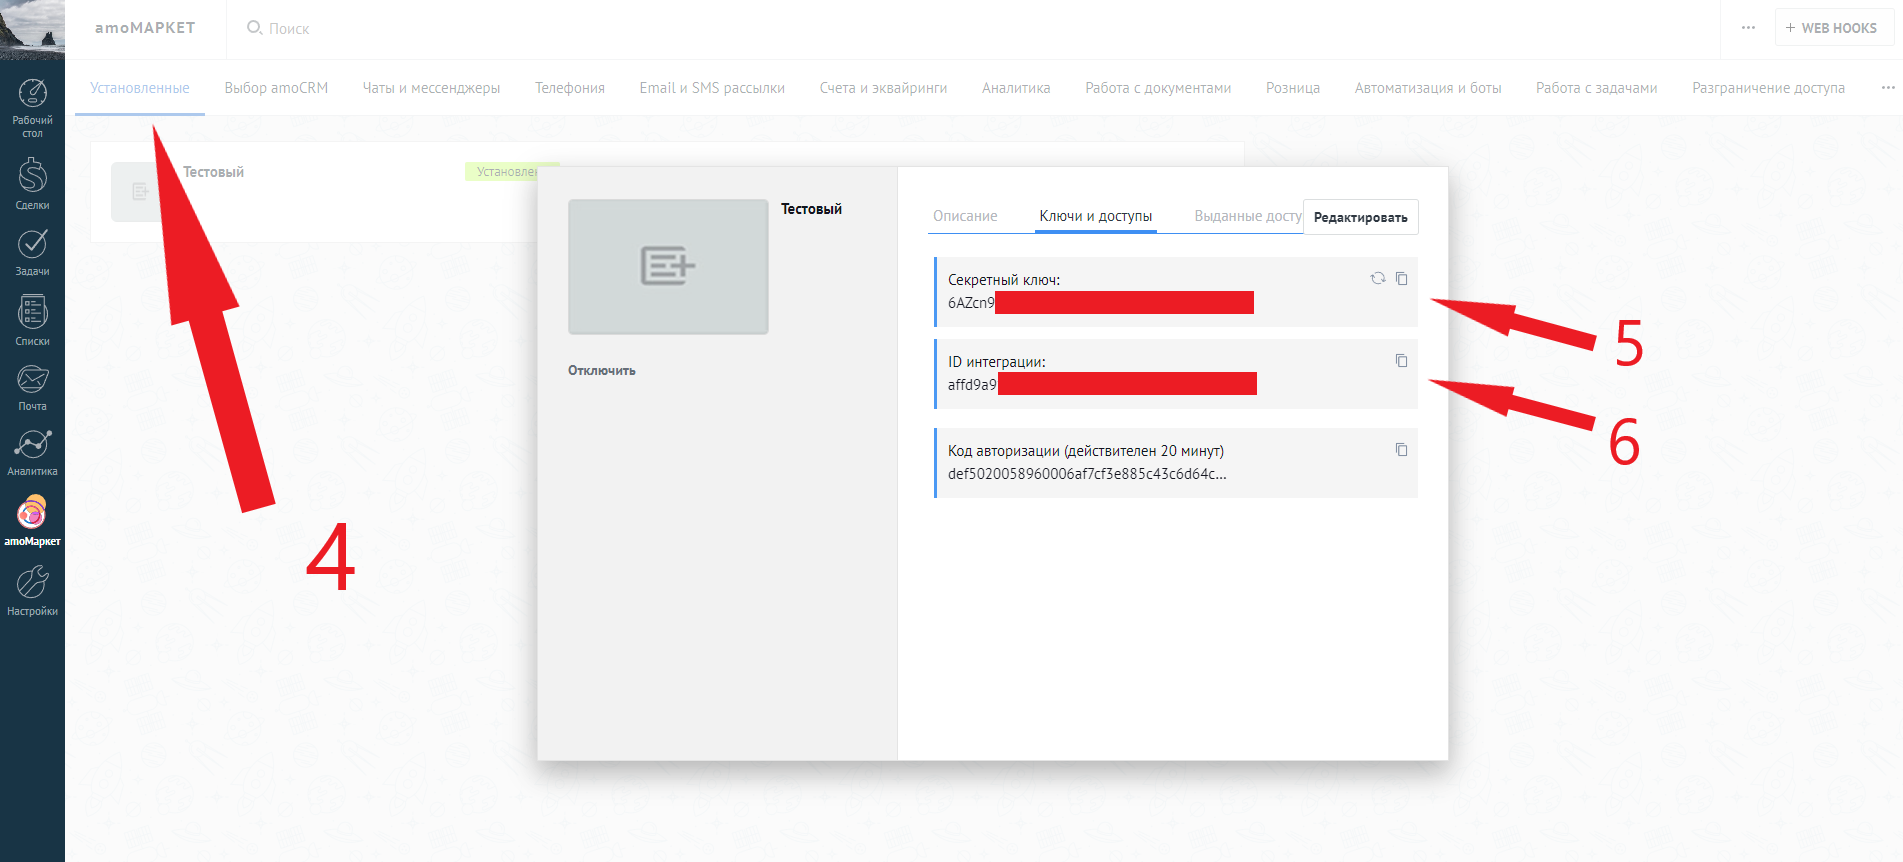 amoМАРКЕТ
Поиск
WEB HOOKS
Установленные
Выбор amoCRM
Чаты и мессенджеры
Телефония
Email и SMS рассылки
Счета и эквайринги
Аналитика
Работа с документами
Розница
Автоматизация и боты
Работа с задачами
Разграничение доступа
Рабочий
стол
Сделки
Задачи
Списки
Почта
Аналитика
amoМаркет
Настройки
Тестовый
Установлен
4
Тестовый
Отключить
Описание
Ключи и доступы
Выданные досту
Редактировать
Секретный ключ:
6AZcn9
5
ID интеграции:
affd9a9
6
Код авторизации (действителен 20 минут)
def5020058960006af7cf3e885c43c6d64c...